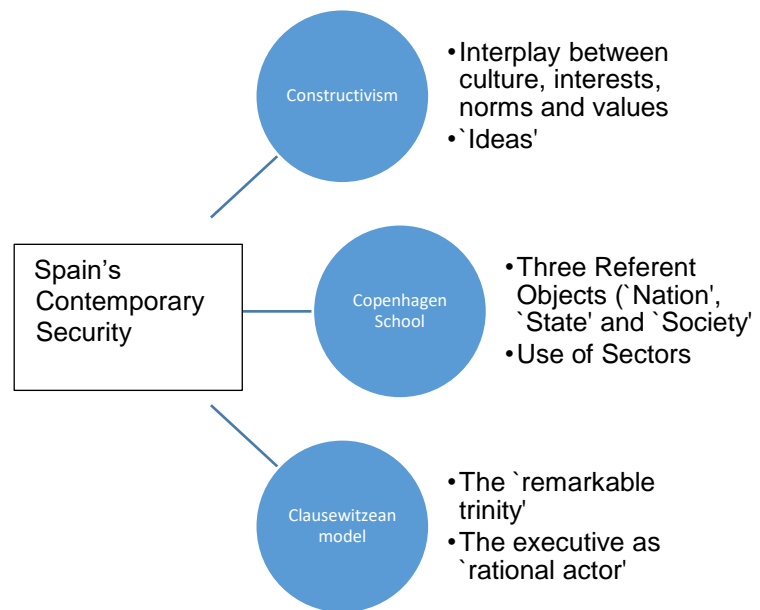 Constructivism
•Interplay between
culture, interests,
norms and values
•`Ideas'
Spain’s
Contemporary
Security
Copenhagen
School
•Three Referent
Objects (`Nation',
`State' and `Society'
•Use of Sectors
Clausewitzean
model
•The `remarkable
trinity'
•The executive as
`rational actor'